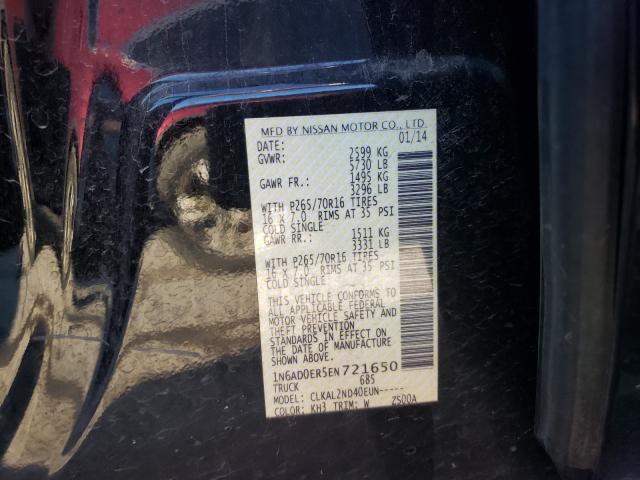 MFD BY NISSAN MOTOR CO., LTD.
DATE: 01/14
GVWR: 2599 KG
5730 LB
GAWR FR.: 1495 KG
3296 LB
WITH P265/70R16 TIRES
16 X 7.0 RIMS AT 35 PSI
COLD SINGLE
GAWR RR.: 1511 KG
3331 LB
WITH P265/70R16 TIRES
16 X 7.0 RIMS AT 35 PSI
COLD SINGLE
THIS VEHICLE CONFORMS TO
ALL APPLICABLE FEDERAL
MOTOR VEHICLE SAFETY AND
THEFT PREVENTION
STANDARDS IN EFFECT ON
THE DATE OF MANUFACTURE
SHOWN ABOVE.
1N6AD0ER5EN721650
TRUCK 685
MODEL: CLKAL2ND40EUN-----
COLOR: KH3 TRIM: W 2S00A